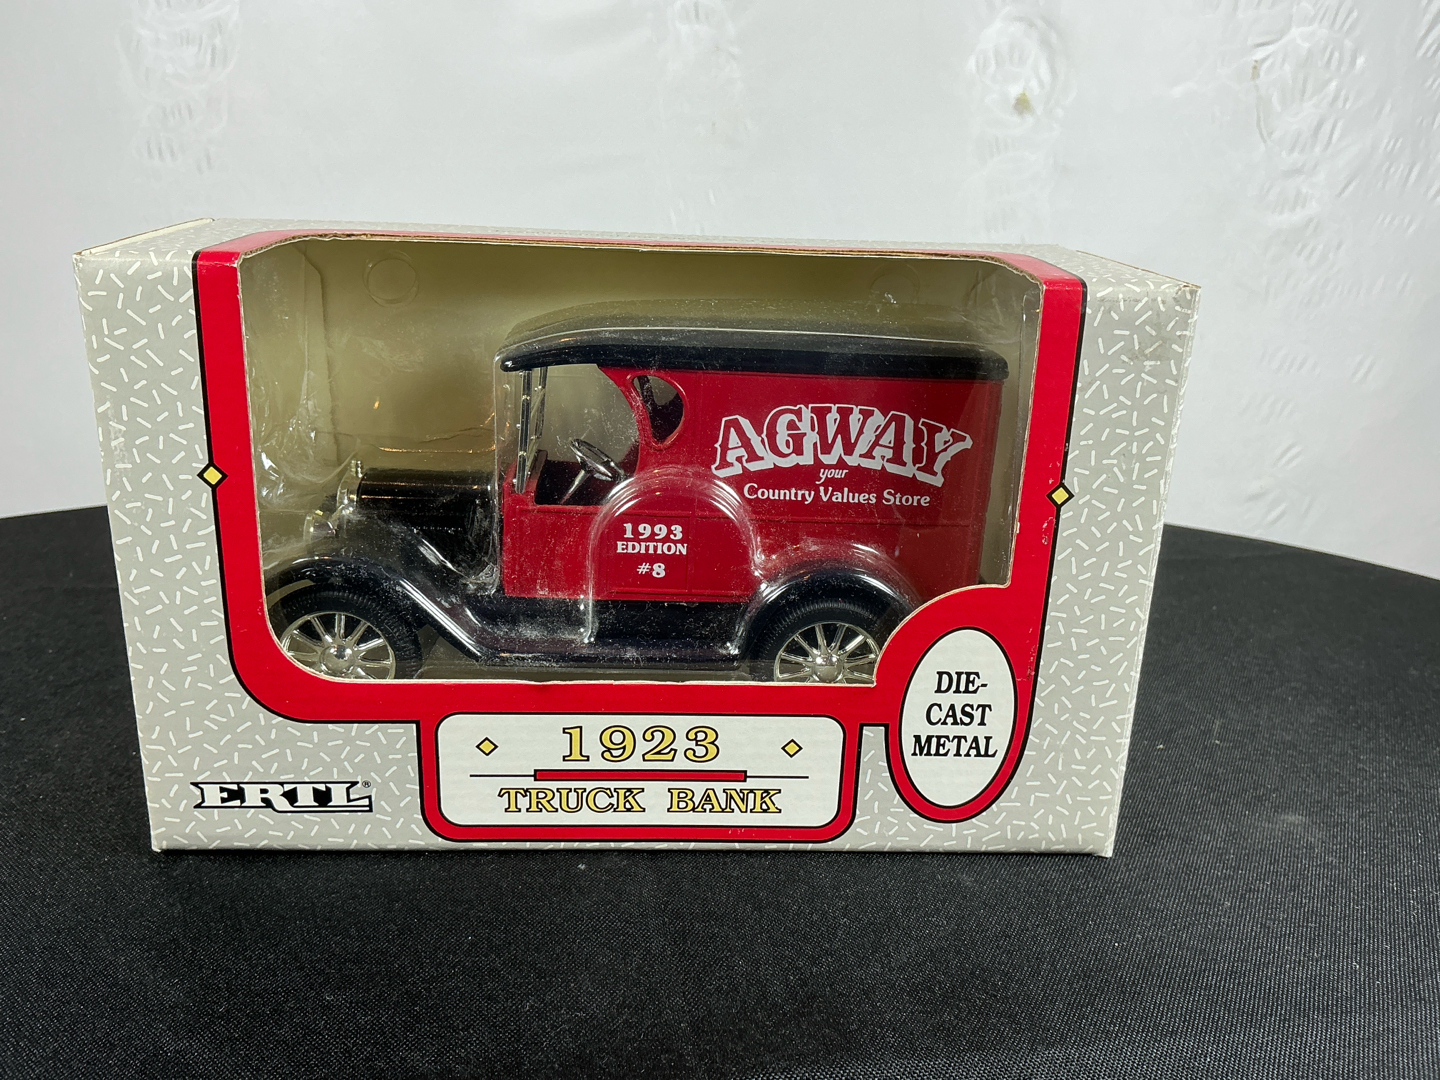 AGWAY
your
Country Values Store
1993
EDITION
#8
DIE-
CAST
METAL
1923
TRUCK BANK
ERTL®